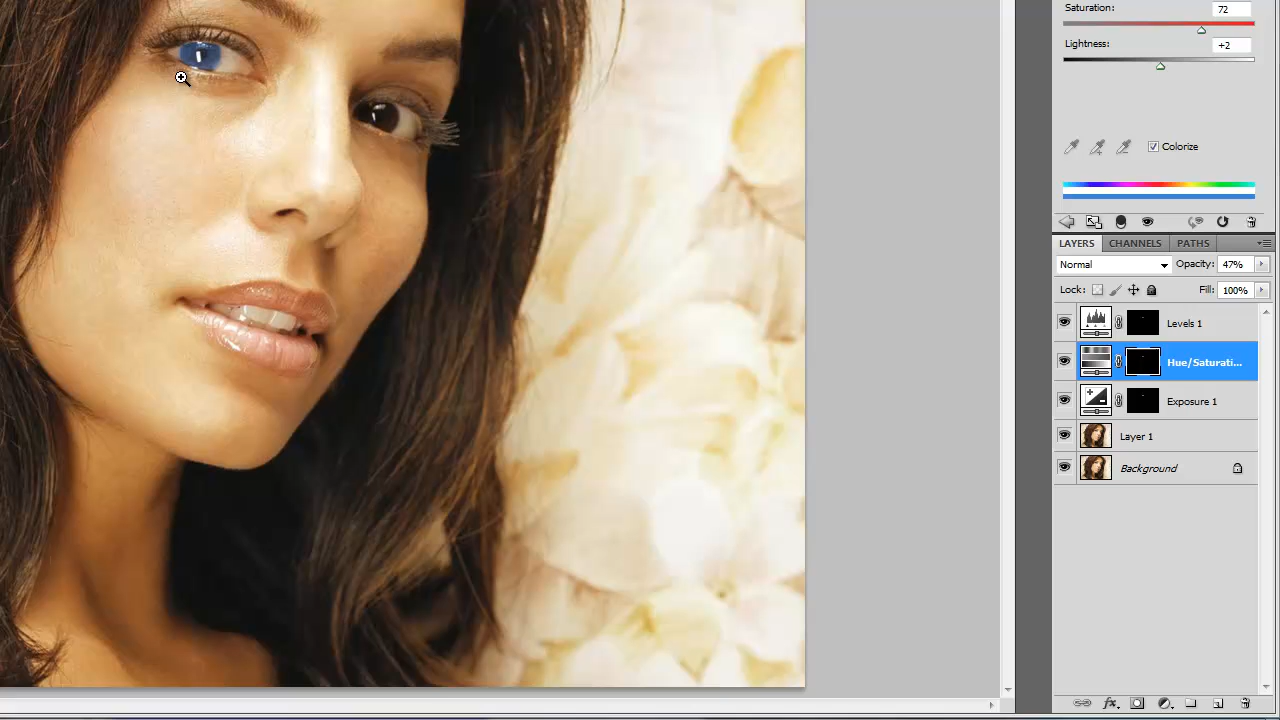 Saturation: 72
Lightness: +2
Colorize
LAYERS CHANNELS PATHS
Normal Opacity: 47%
Lock: Fill: 100%
Levels 1
Hue/Saturati...
Exposure 1
Layer 1
Background
fx